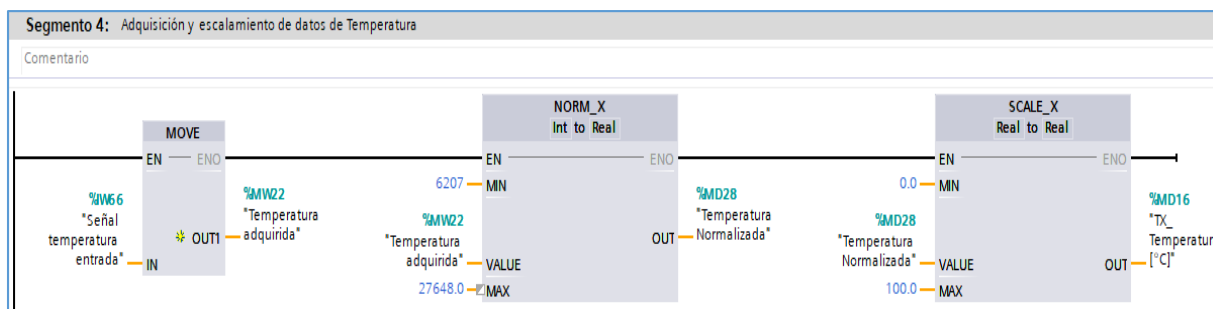 Segmento 4: Adquisición y escalamiento de datos de Temperatura
Comentario
MOVE
EN ENO
%IW66
"Señal
temperatura
entrada"
IN
OUT1
%MW22
"Temperatura
adquirida"
NORM_X
Int to Real
EN ENO
6207 MIN
%MW22
"Temperatura
adquirida"
VALUE
27648.0 MAX
OUT
%MD28
"Temperatura
Normalizada"
SCALE_X
Real to Real
EN ENO
0.0 MIN
%MD28
"Temperatura
Normalizada"
VALUE
100.0 MAX
OUT
%MD16
"TX_
Temperatur
[°C]"